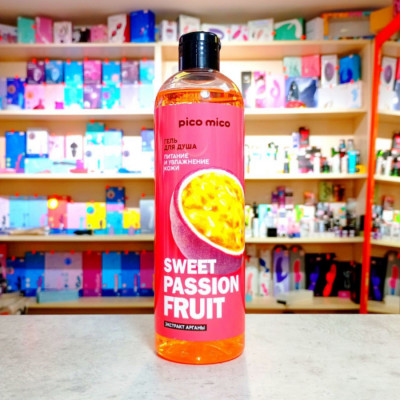 pico mico
ГЕЛЬ
ДЛЯ ДУША
ПИТАНИЕ
И УВЛАЖНЕНИЕ
КОЖИ
SWEET
PASSION
FRUIT
ЭКСТРАКТ АРГАНЫ